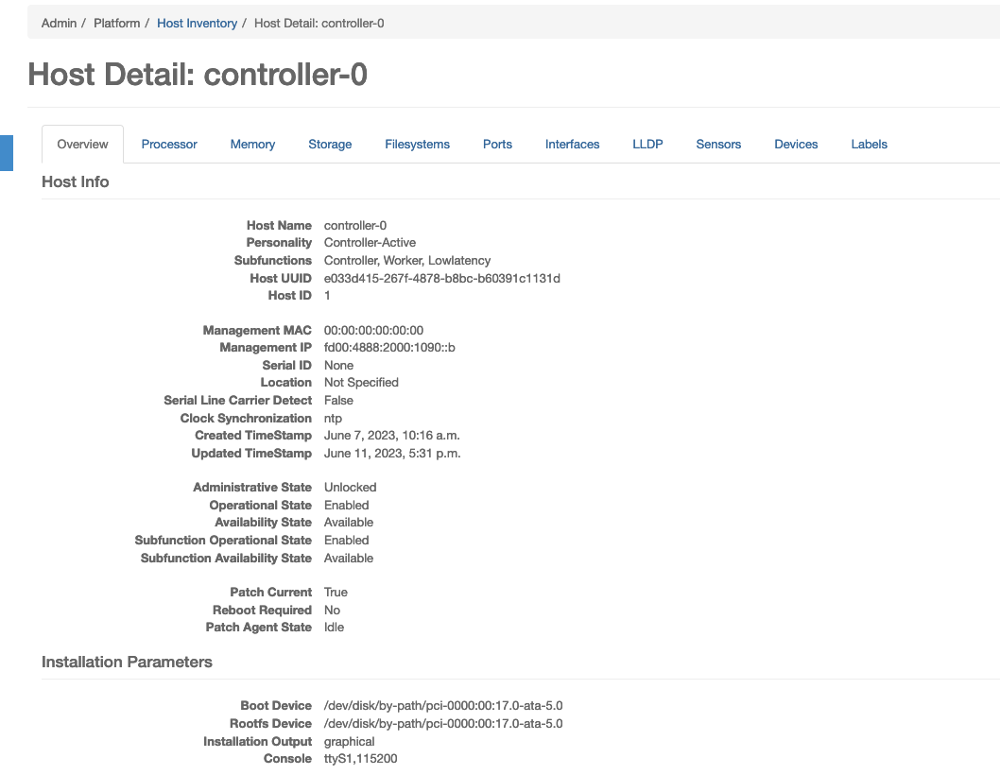 Admin / Platform / Host Inventory / Host Detail: controller-0
Host Detail: controller-0
Overview Processor Memory Storage Filesystems Ports Interfaces LLDP Sensors Devices Labels
Host Info
Host Name controller-0
Personality Controller-Active
Subfunctions Controller, Worker, Lowlatency
Host UUID e033d415-267f-4878-b8bc-b60391c1131d
Host ID 1
Management MAC 00:00:00:00:00:00
Management IP fd00:4888:2000:1090::b
Serial ID None
Location Not Specified
Serial Line Carrier Detect False
Clock Synchronization ntp
Created TimeStamp June 7, 2023, 10:16 a.m.
Updated TimeStamp June 11, 2023, 5:31 p.m.
Administrative State Unlocked
Operational State Enabled
Availability State Available
Subfunction Operational State Enabled
Subfunction Availability State Available
Patch Current True
Reboot Required No
Patch Agent State Idle
Installation Parameters
Boot Device /dev/disk/by-path/pci-0000:00:17.0-ata-5.0
Rootfs Device /dev/disk/by-path/pci-0000:00:17.0-ata-5.0
Installation Output graphical
Console ttyS1,115200